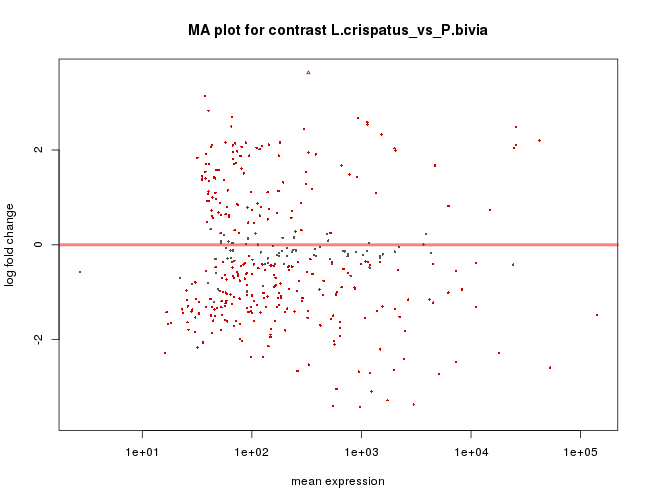 MA plot for contrast L.crispatus_vs_P.bivia
log fold change
2
0
-2
1e+01 1e+02 1e+03 1e+04 1e+05
mean expression